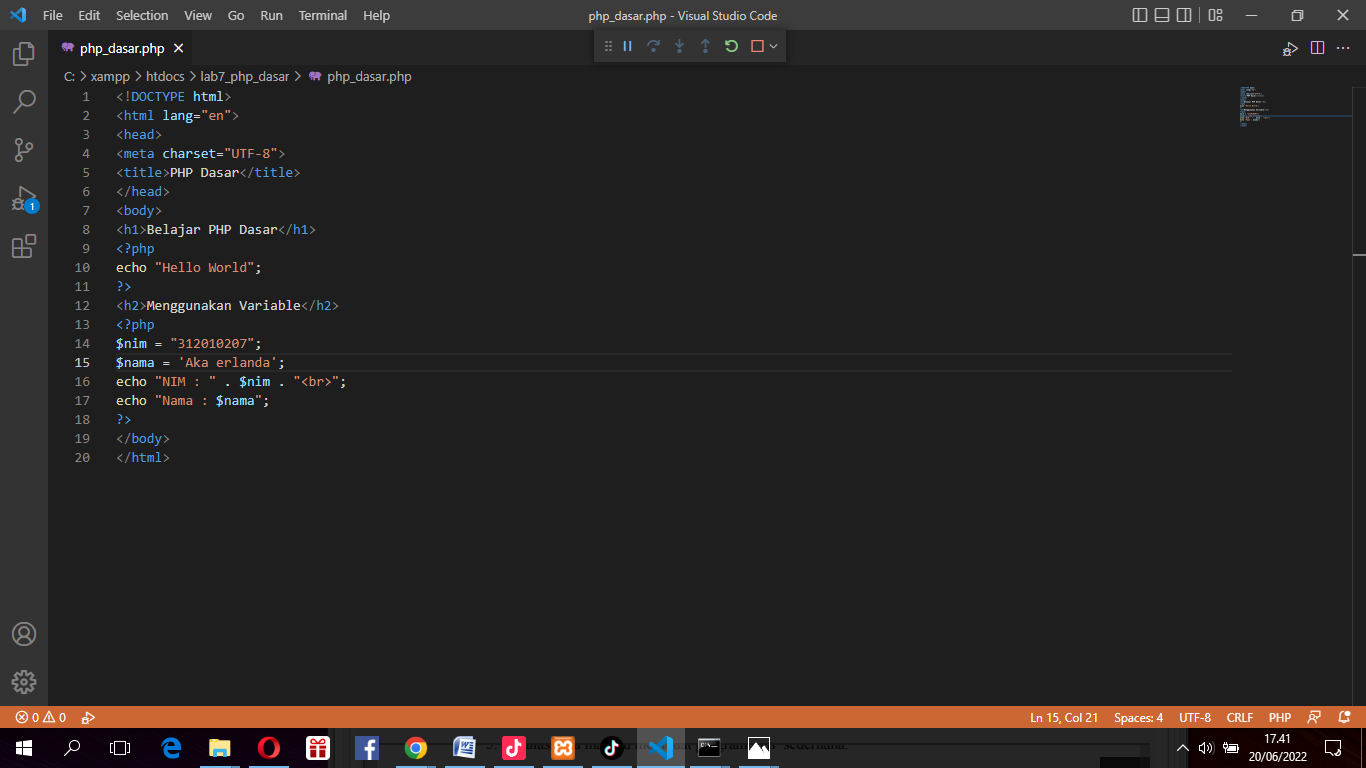 File Edit Selection View Go Run Terminal Help
php_dasar.php - Visual Studio Code
php_dasar.php
C: > xampp > htdocs > lab7_php_dasar > php_dasar.php
1 <!DOCTYPE html>
2 <html lang="en">
3 <head>
4 <meta charset="UTF-8">
5 <title>PHP Dasar</title>
6 </head>
7 <body>
8 <h1>Belajar PHP Dasar</h1>
9 <?php
10 echo "Hello World";
11 ?>
12 <h2>Menggunakan Variable</h2>
13 <?php
14 $nim = "312010207";
15 $nama = 'Aka erlanda';
16 echo "NIM : " . $nim . "<br>";
17 echo "Nama : $nama";
18 ?>
19 </body>
20 </html>
1
0 0
Ln 15, Col 21 Spaces: 4 UTF-8 CRLF PHP
17.41
20/06/2022